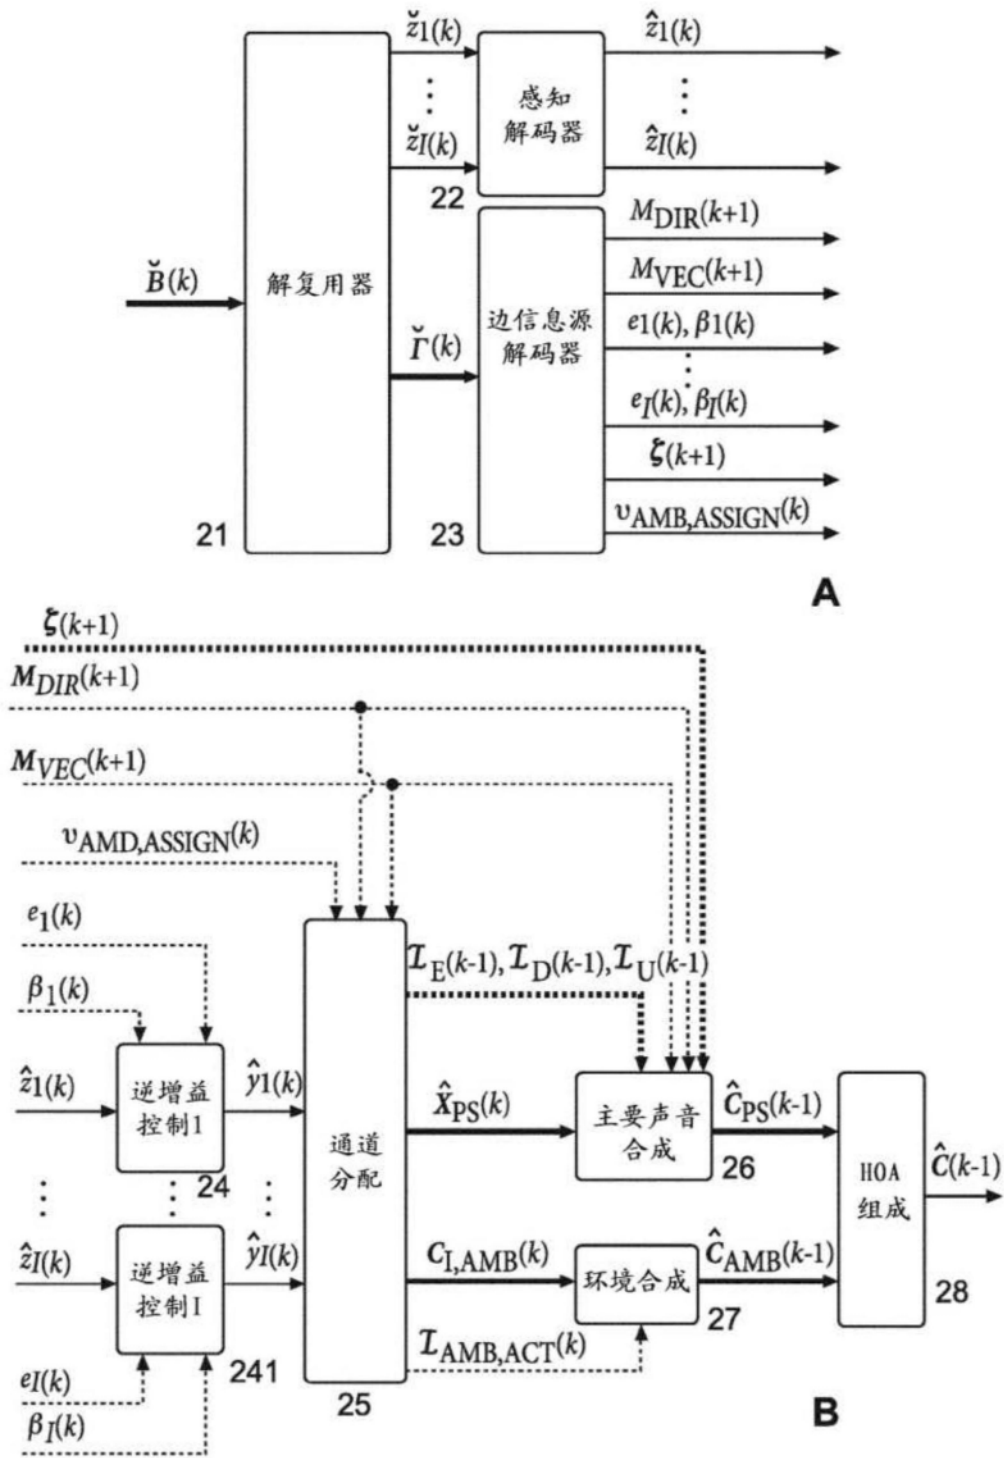 z̆1(k)
ẑ1(k)
感知
解码器
z̆I(k)
ẑI(k)
22
MDIR(k+1)
B̆(k)
解复用器
MVEC(k+1)
边信息源
解码器
e1(k), β1(k)
Γ̆(k)
eI(k), βI(k)
ζ(k+1)
21
23
υAMB,ASSIGN(k)
A
ζ(k+1)
MDIR(k+1)
MVEC(k+1)
υAMD,ASSIGN(k)
e1(k)
ℐE(k-1), ℐD(k-1), ℐU(k-1)
β1(k)
ẑ1(k)
逆增益
控制1
ŷ1(k)
24
通道
分配
X̂PS(k)
主要声音
合成
ĈPS(k-1)
26
HOA
组成
Ĉ(k-1)
ẑI(k)
逆增益
控制I
ŷI(k)
CI,AMB(k)
环境合成
ĈAMB(k-1)
27
28
ℐAMB,ACT(k)
241
eI(k)
βI(k)
25
B